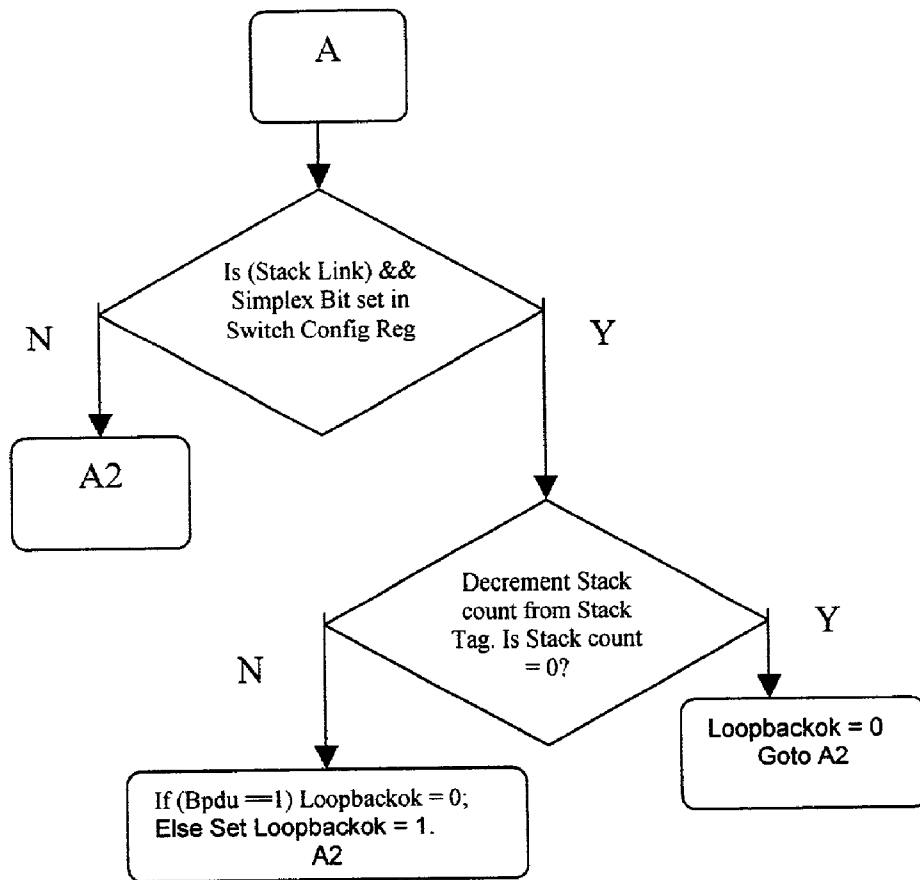 A
Is (Stack Link) &&
Simplex Bit set in
Switch Config Reg
N
Y
A2
Decrement Stack
count from Stack
Tag. Is Stack count
= 0?
N
Y
Loopbackok = 0
Goto A2
If (Bpdu ==1) Loopbackok = 0;
Else Set Loopbackok = 1.
A2